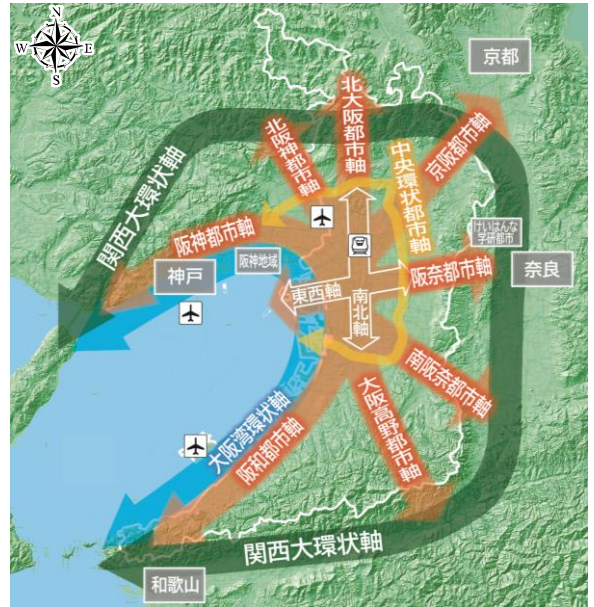 N
W
E
S
京都
北大阪都市軸
北阪神都市軸
中央環状都市軸
京阪都市軸
関西大環状軸
阪神都市軸
けいはんな
学研都市
阪神地域
神戸
奈良
阪奈都市軸
東西軸
南北軸
南阪奈都市軸
大阪高野都市軸
大阪湾環状軸
阪和都市軸
関西大環状軸
和歌山